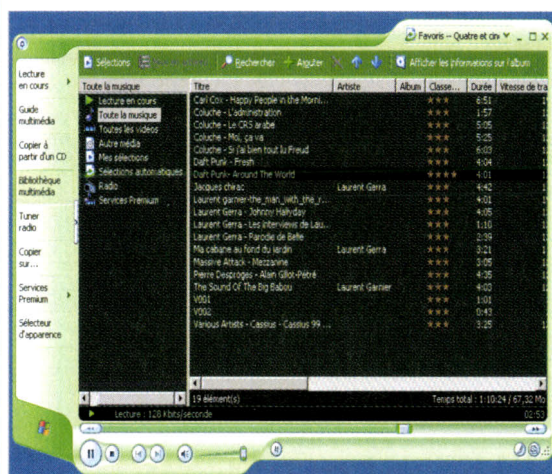 Favoris -- Quatre et cin
Sélections
Rechercher
Ajouter
Afficher les informations sur l'album
Lecture en cours
Guide multimédia
Copier à partir d'un CD
Bibliothèque multimédia
Tuner radio
Copier sur...
Services Premium
Sélecteur d'apparence
Toute la musique
Lecture en cours
Toute la musique
Toutes les vidéos
Autre média
Mes sélections
Sélections automatiques
Radio
Services Premium
Titre Artiste Album Classe... Durée Vitesse de tra
Carl Cox - Happy People in the Morni... 6:51
Coluche - L'administration 1:57
Coluche - Le CRS arabe 5:05
Coluche - Moi, ça va 5:25
Coluche - Si j'ai bien tout lu Freud 6:03
Daft Punk - Fresh 4:04
Daft Punk- Around The World 4:01
Jacques chirac Laurent Gerra 4:42
Laurent garnier-the_man_with_the_r... 4:01
Laurent Gerra - Johnny Hallyday 4:05
Laurent Gerra - Les interviews de Lau... 1:10
Laurent Gerra - Parodie de Belle 2:39
Ma cabane au fond du jardin Laurent Gerra 3:21
Massive Attack - Mezzanine 3:05
Pierre Desproges - Alain Gillot-Pétré 4:35
The Sound Of The Big Babou Laurent Garnier 4:03
V001 1:01
V002 0:43
Various Artists - Cassius - Cassius 99 ... 3:25
19 élément(s) Temps total : 1:10:24 / 67,32 Mo
Lecture : 128 Kbits/seconde 02:53